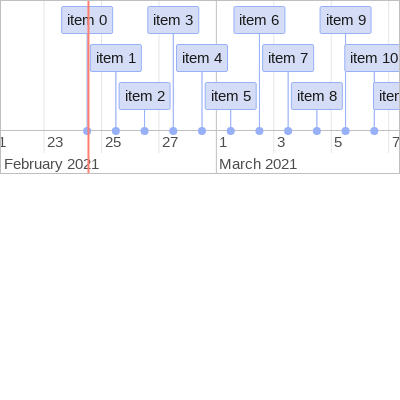 item 0 item 3 item 6 item 9
item 1 item 4 item 7 item 10
item 2 item 5 item 8
23 25 27 1 3 5 7
February 2021 March 2021